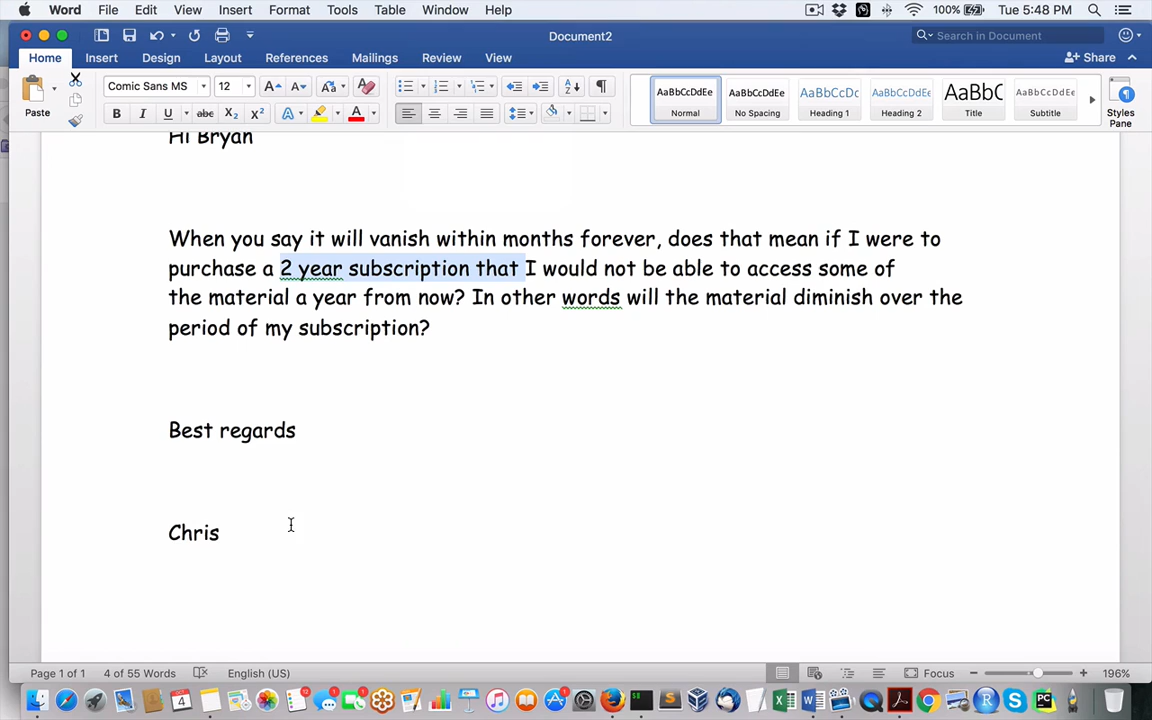 Word File Edit View Insert Format Tools Table Window Help 100% Tue 5:48 PM
Document2 Search in Document
Home Insert Design Layout References Mailings Review View Share
Paste Comic Sans MS 12 A A Aa A AaBbCcDdEe AaBbCcDdEe AaBbCcDc AaBbCcDdEe AaBbC AaBbCcDdEe Styles Pane
B I U abc X₂ X² A A Normal No Spacing Heading 1 Heading 2 Title Subtitle
Hi Bryan
When you say it will vanish within months forever, does that mean if I were to
purchase a 2 year subscription that I would not be able to access some of
the material a year from now? In other words will the material diminish over the
period of my subscription?
Best regards
Chris
Page 1 of 1 4 of 55 Words English (US) Focus 196%